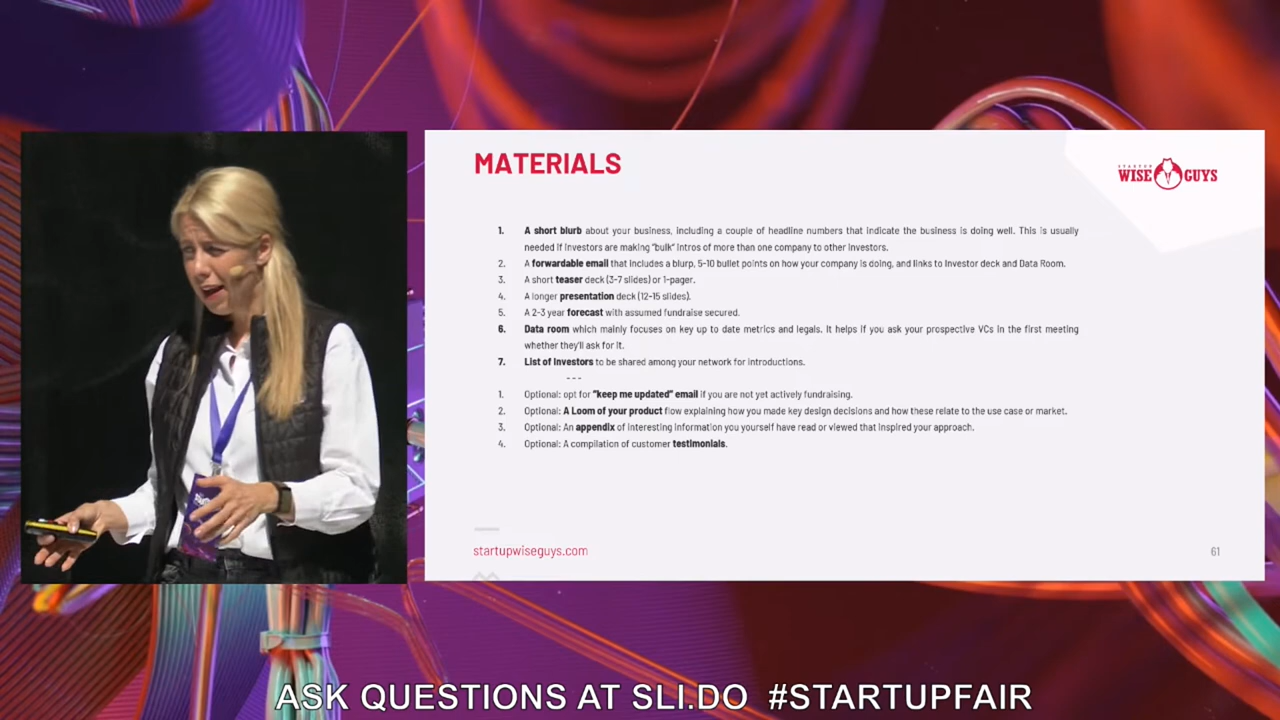 MATERIALS
STARTUP
WISE GUYS
1. A short blurb about your business, including a couple of headline numbers that indicate the business is doing well. This is usually
needed if investors are making "bulk" intros of more than one company to other investors.
2. A forwardable email that includes a blurp, 5-10 bullet points on how your company is doing, and links to Investor deck and Data Room.
3. A short teaser deck (3-7 slides) or 1-pager.
4. A longer presentation deck (12-15 slides).
5. A 2-3 year forecast with assumed fundraise secured.
6. Data room which mainly focuses on key up to date metrics and legals. It helps if you ask your prospective VCs in the first meeting
whether they'll ask for it.
7. List of Investors to be shared among your network for introductions.
---
1. Optional: opt for "keep me updated" email if you are not yet actively fundraising.
2. Optional: A Loom of your product flow explaining how you made key design decisions and how these relate to the use case or market.
3. Optional: An appendix of interesting information you yourself have read or viewed that inspired your approach.
4. Optional: A compilation of customer testimonials.
startupwiseguys.com
61
ASK QUESTIONS AT SLI.DO #STARTUPFAIR